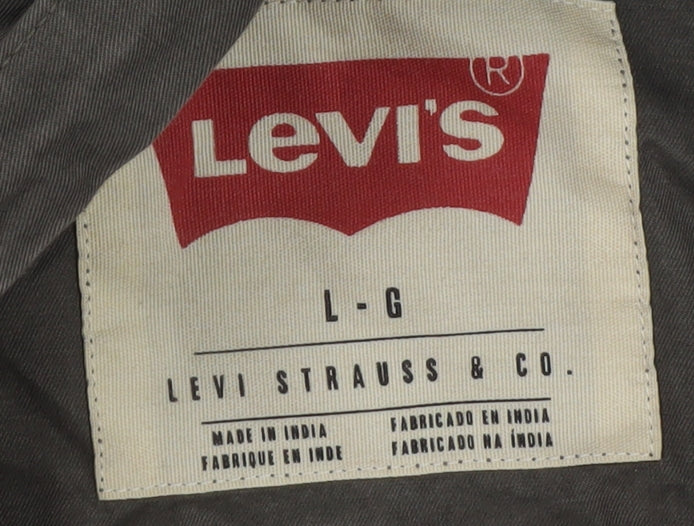 Levi's ®
L - G
LEVI STRAUSS & CO.
MADE IN INDIA
FABRIQUE EN INDE
FABRICADO EN INDIA
FABRICADO NA ÍNDIA